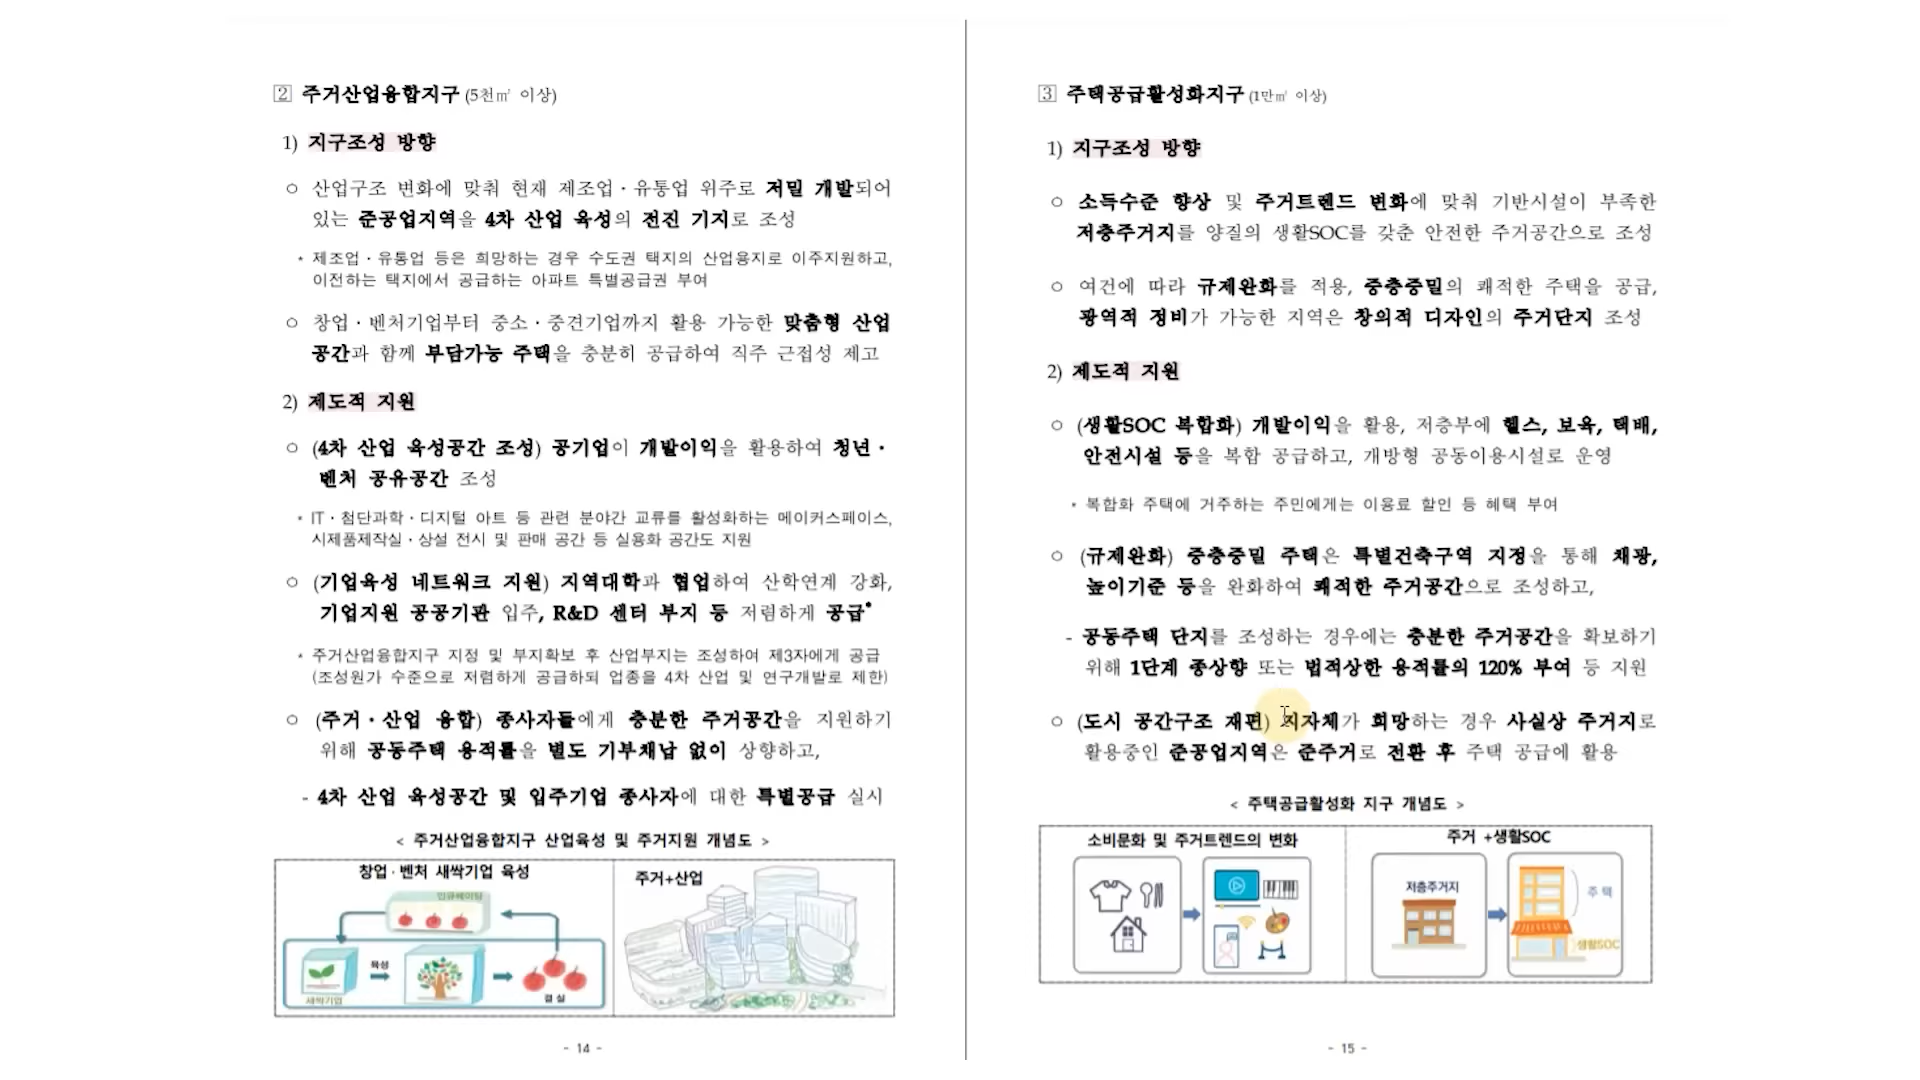 2 주거산업융합지구 (5천㎡ 이상)
1) 지구조성 방향
○ 산업구조 변화에 맞춰 현재 제조업·유통업 위주로 저밀 개발되어
있는 준공업지역을 4차 산업 육성의 전진 기지로 조성
* 제조업·유통업 등은 희망하는 경우 수도권 택지의 산업용지로 이주지원하고,
이전하는 택지에서 공급하는 아파트 특별공급권 부여
○ 창업·벤처기업부터 중소·중견기업까지 활용 가능한 맞춤형 산업
공간과 함께 부담가능 주택을 충분히 공급하여 직주 근접성 제고
2) 제도적 지원
○ (4차 산업 육성공간 조성) 공기업이 개발이익을 활용하여 청년·
벤처 공유공간 조성
* IT·첨단과학·디지털 아트 등 관련 분야간 교류를 활성화하는 메이커스페이스,
시제품제작실·상설 전시 및 판매 공간 등 실용화 공간도 지원
○ (기업육성 네트워크 지원) 지역대학과 협업하여 산학연계 강화,
기업지원 공공기관 입주, R&D 센터 부지 등 저렴하게 공급*
* 주거산업융합지구 지정 및 부지확보 후 산업부지는 조성하여 제3자에게 공급
(조성원가 수준으로 저렴하게 공급하되 업종을 4차 산업 및 연구개발로 제한)
○ (주거·산업 융합) 종사자들에게 충분한 주거공간을 지원하기
위해 공동주택 용적률을 별도 기부채납 없이 상향하고,
- 4차 산업 육성공간 및 입주기업 종사자에 대한 특별공급 실시
< 주거산업융합지구 산업육성 및 주거지원 개념도 >
창업·벤처 새싹기업 육성
인큐베이팅
육성
새싹기업
결실
주거+산업
- 14 -
3 주택공급활성화지구 (1만㎡ 이상)
1) 지구조성 방향
○ 소득수준 향상 및 주거트렌드 변화에 맞춰 기반시설이 부족한
저층주거지를 양질의 생활SOC를 갖춘 안전한 주거공간으로 조성
○ 여건에 따라 규제완화를 적용, 중층중밀의 쾌적한 주택을 공급,
광역적 정비가 가능한 지역은 창의적 디자인의 주거단지 조성
2) 제도적 지원
○ (생활SOC 복합화) 개발이익을 활용, 저층부에 헬스, 보육, 택배,
안전시설 등을 복합 공급하고, 개방형 공동이용시설로 운영
* 복합화 주택에 거주하는 주민에게는 이용료 할인 등 혜택 부여
○ (규제완화) 중층중밀 주택은 특별건축구역 지정을 통해 채광,
높이기준 등을 완화하여 쾌적한 주거공간으로 조성하고,
- 공동주택 단지를 조성하는 경우에는 충분한 주거공간을 확보하기
위해 1단계 종상향 또는 법적상한 용적률의 120% 부여 등 지원
○ (도시 공간구조 재편) 지자체가 희망하는 경우 사실상 주거지로
활용중인 준공업지역은 준주거로 전환 후 주택 공급에 활용
< 주택공급활성화 지구 개념도 >
소비문화 및 주거트렌드의 변화
주거 +생활SOC
저층주거지
주택
생활SOC
- 15 -